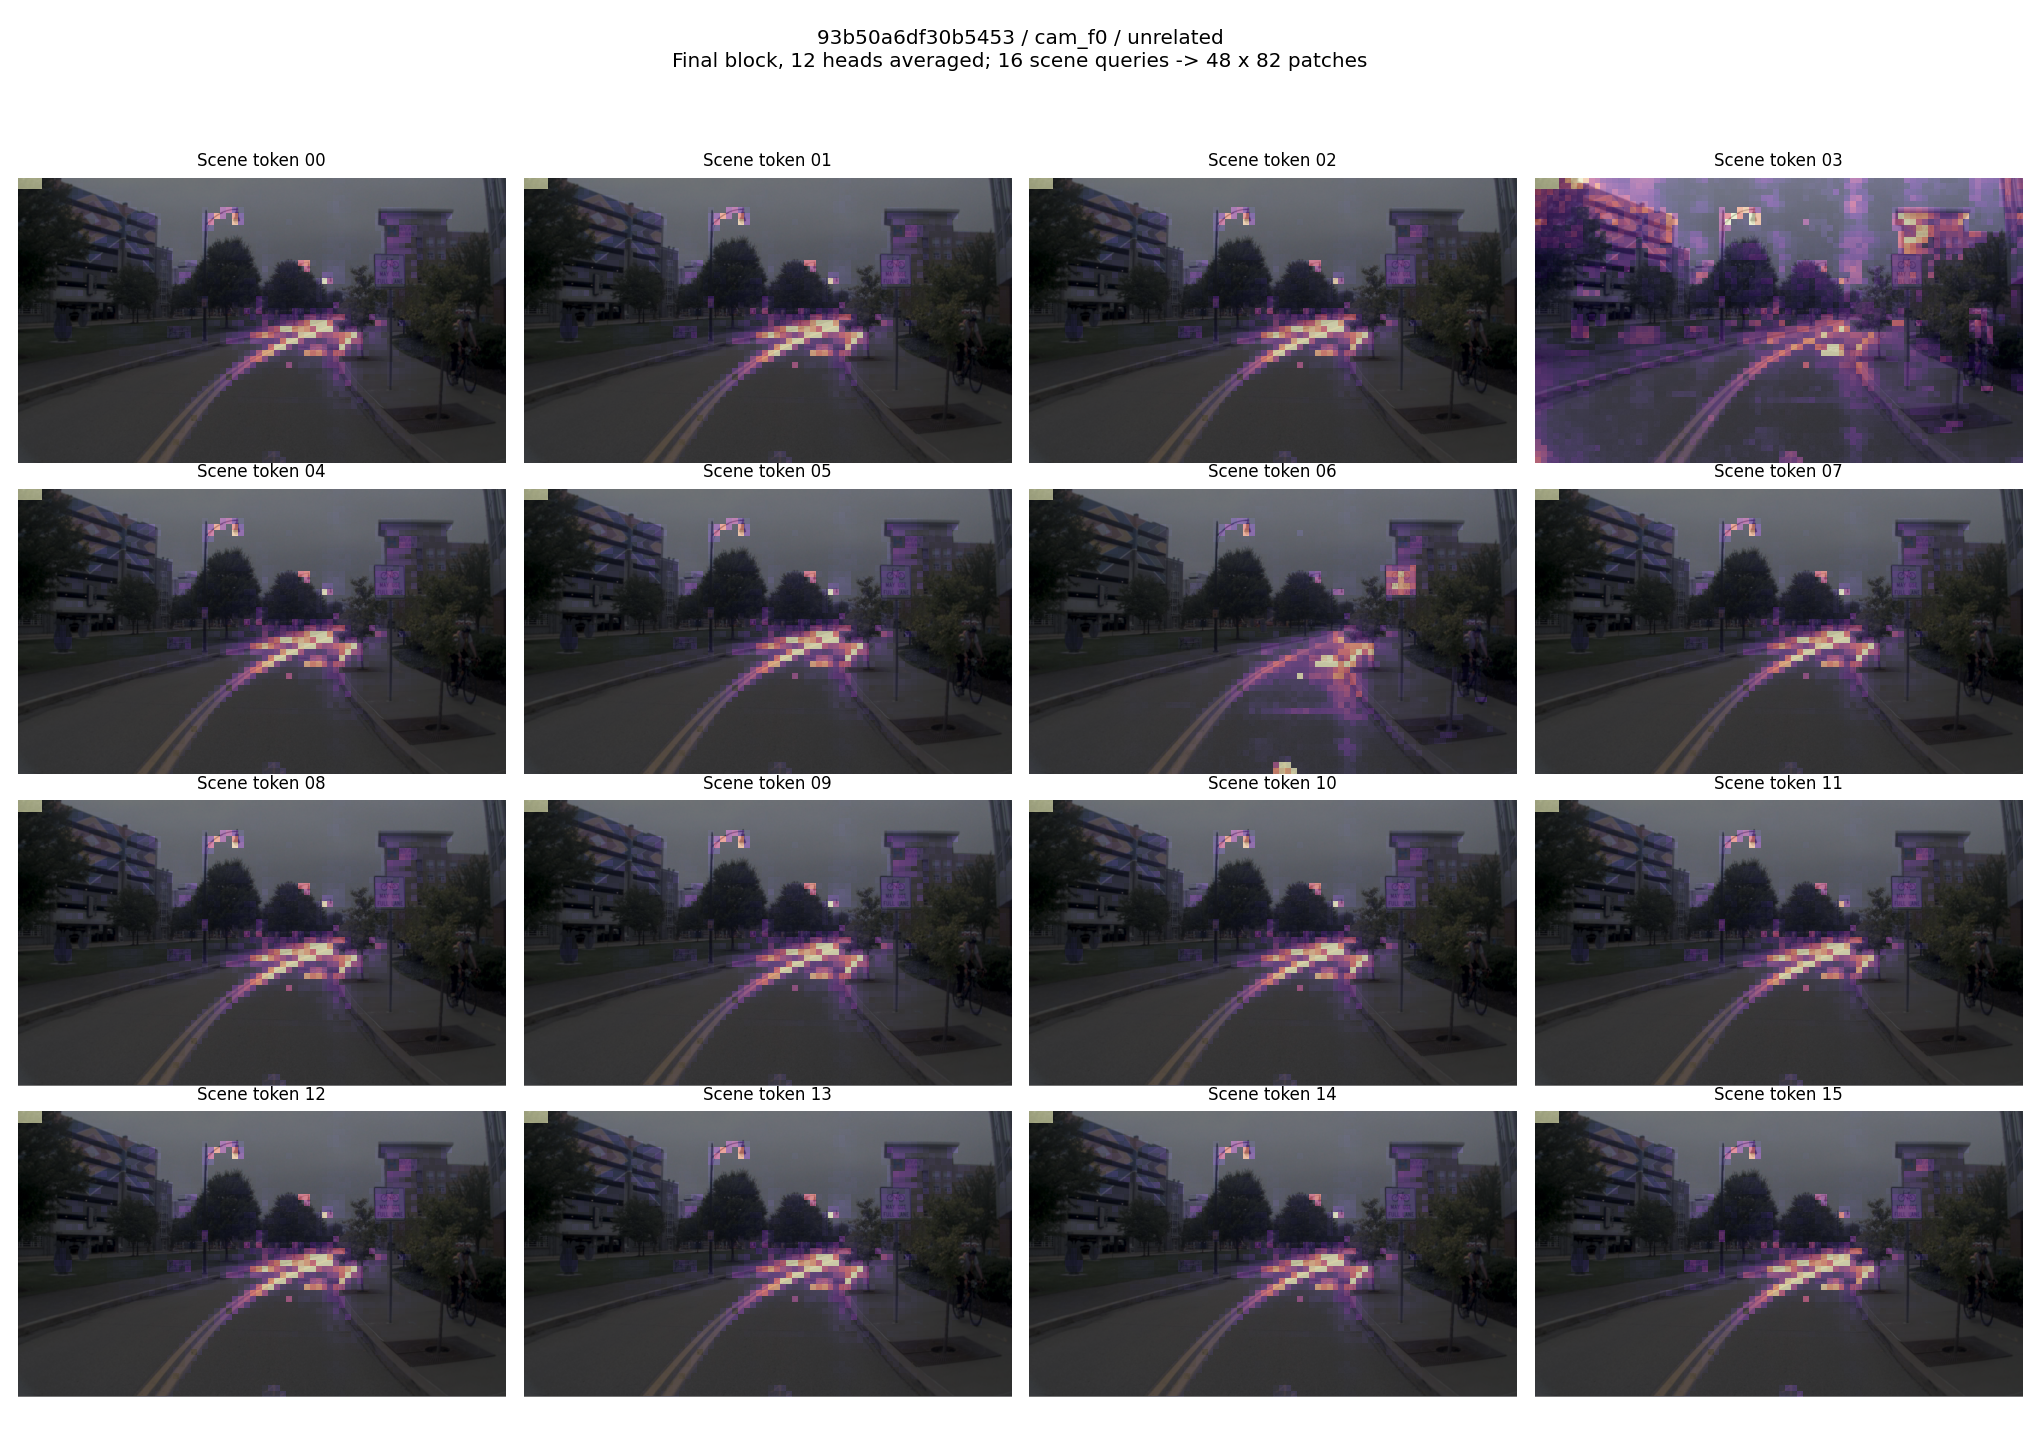 93b50a6df30b5453 / cam_f0 / unrelated
Final block, 12 heads averaged; 16 scene queries -> 48 x 82 patches
Scene token 00
Scene token 01
Scene token 02
Scene token 03
Scene token 04
Scene token 05
Scene token 06
Scene token 07
Scene token 08
Scene token 09
Scene token 10
Scene token 11
Scene token 12
Scene token 13
Scene token 14
Scene token 15